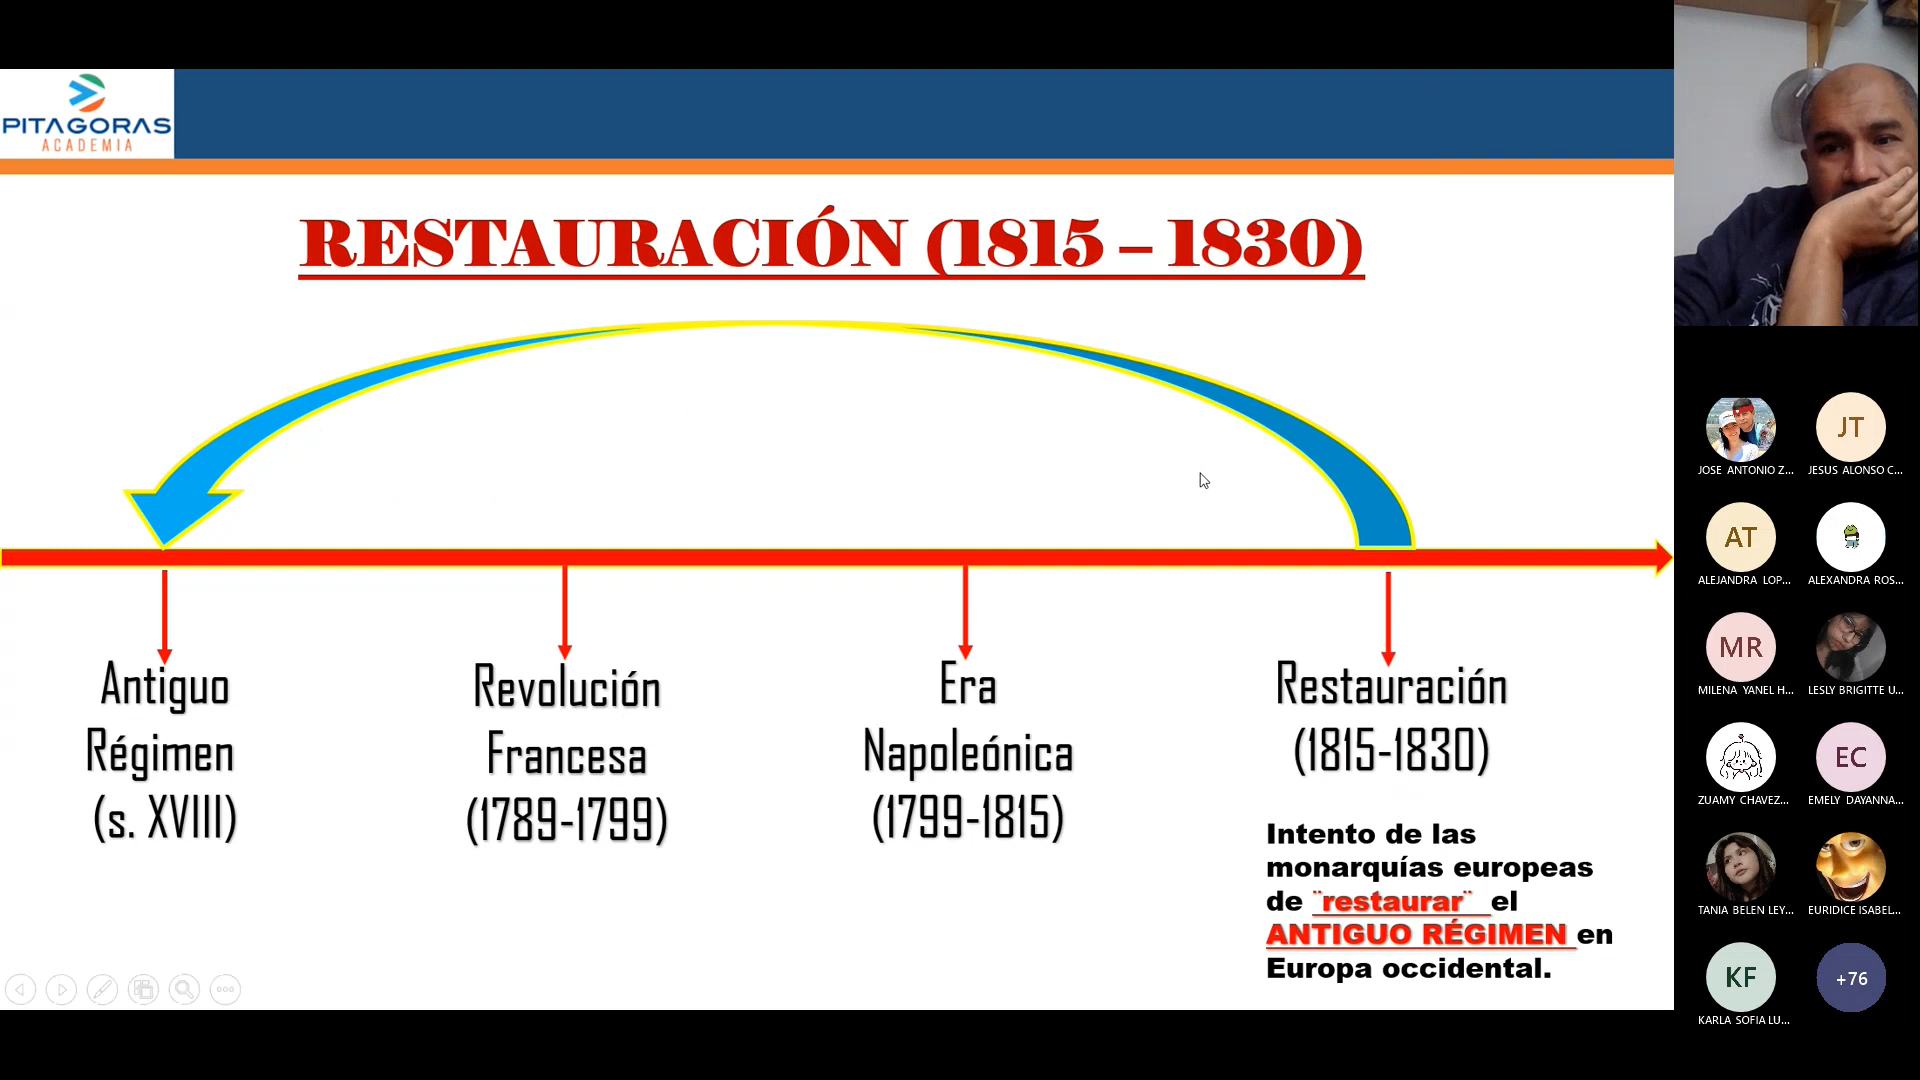 PITAGORAS
ACADEMIA
RESTAURACIÓN (1815 – 1830)
Antiguo
Régimen
(s. XVIII)
Revolución
Francesa
(1789-1799)
Era
Napoleónica
(1799-1815)
Restauración
(1815-1830)
Intento de las
monarquías europeas
de ¨restaurar¨ el
ANTIGUO RÉGIMEN en
Europa occidental.
JOSE ANTONIO Z...
JT
JESUS ALONSO C...
AT
ALEJANDRA LOP...
ALEXANDRA ROS...
MR
MILENA YANEL H...
LESLY BRIGITTE U...
ZUAMY CHAVEZ...
EC
EMELY DAYANNA...
TANIA BELEN LEY...
EURIDICE ISABEL...
KF
KARLA SOFIA LU...
+76